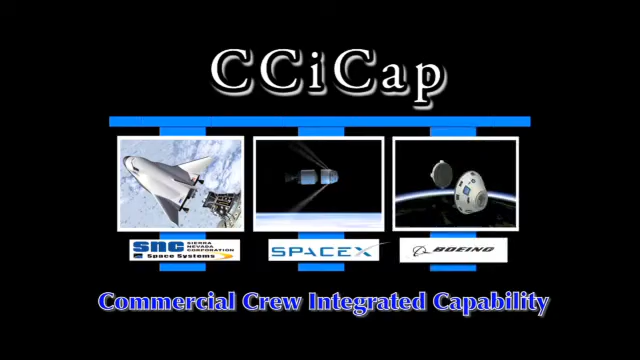 CCiCap
snc SIERRA NEVADA CORPORATION
Space Systems
SPACEX
BOEING
Commercial Crew Integrated Capability